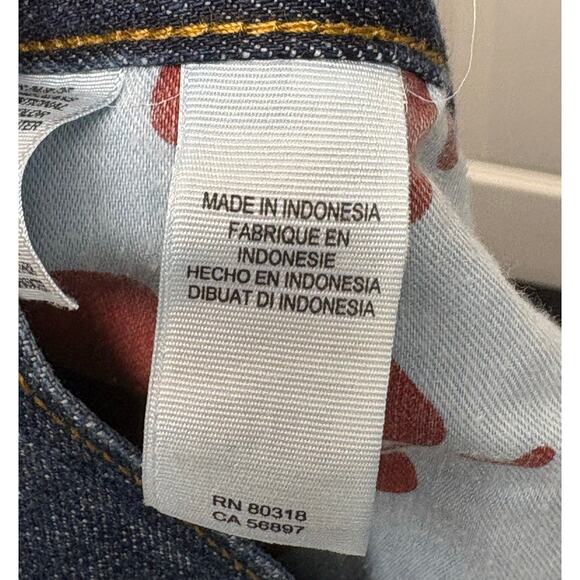 MADE IN INDONESIA
FABRIQUE EN
INDONESIE
HECHO EN INDONESIA
DIBUAT DI INDONESIA
RN 80318
CA 56897